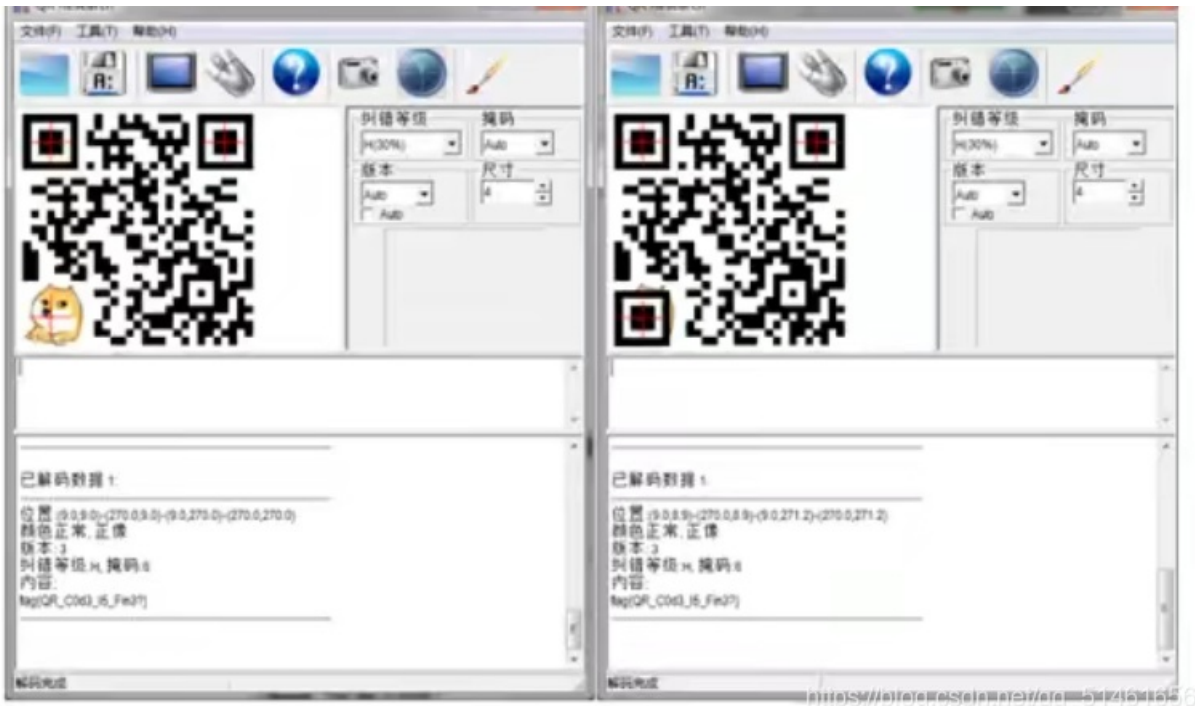 文件(F) 工具(T) 帮助(H)
纠错等级
掩码
H(30%)
Auto
版本
尺寸
Auto
4
Auto
已解码数据 1:
位置:(9.0,9.0)-(270.0,9.0)-(9.0,270.0)-(270.0,270.0)
颜色正常, 正像
版本: 3
纠错等级:H, 掩码:6
内容:
解码完成
文件(F) 工具(T) 帮助(H)
纠错等级
掩码
H(30%)
Auto
版本
尺寸
Auto
4
Auto
已解码数据 1:
位置:(9.0,8.9)-(270.0,8.9)-(9.0,271.2)-(270.0,271.2)
颜色正常, 正像
版本: 3
纠错等级:H, 掩码:6
内容:
解码完成
https://blog.csdn.net/qq_51461656